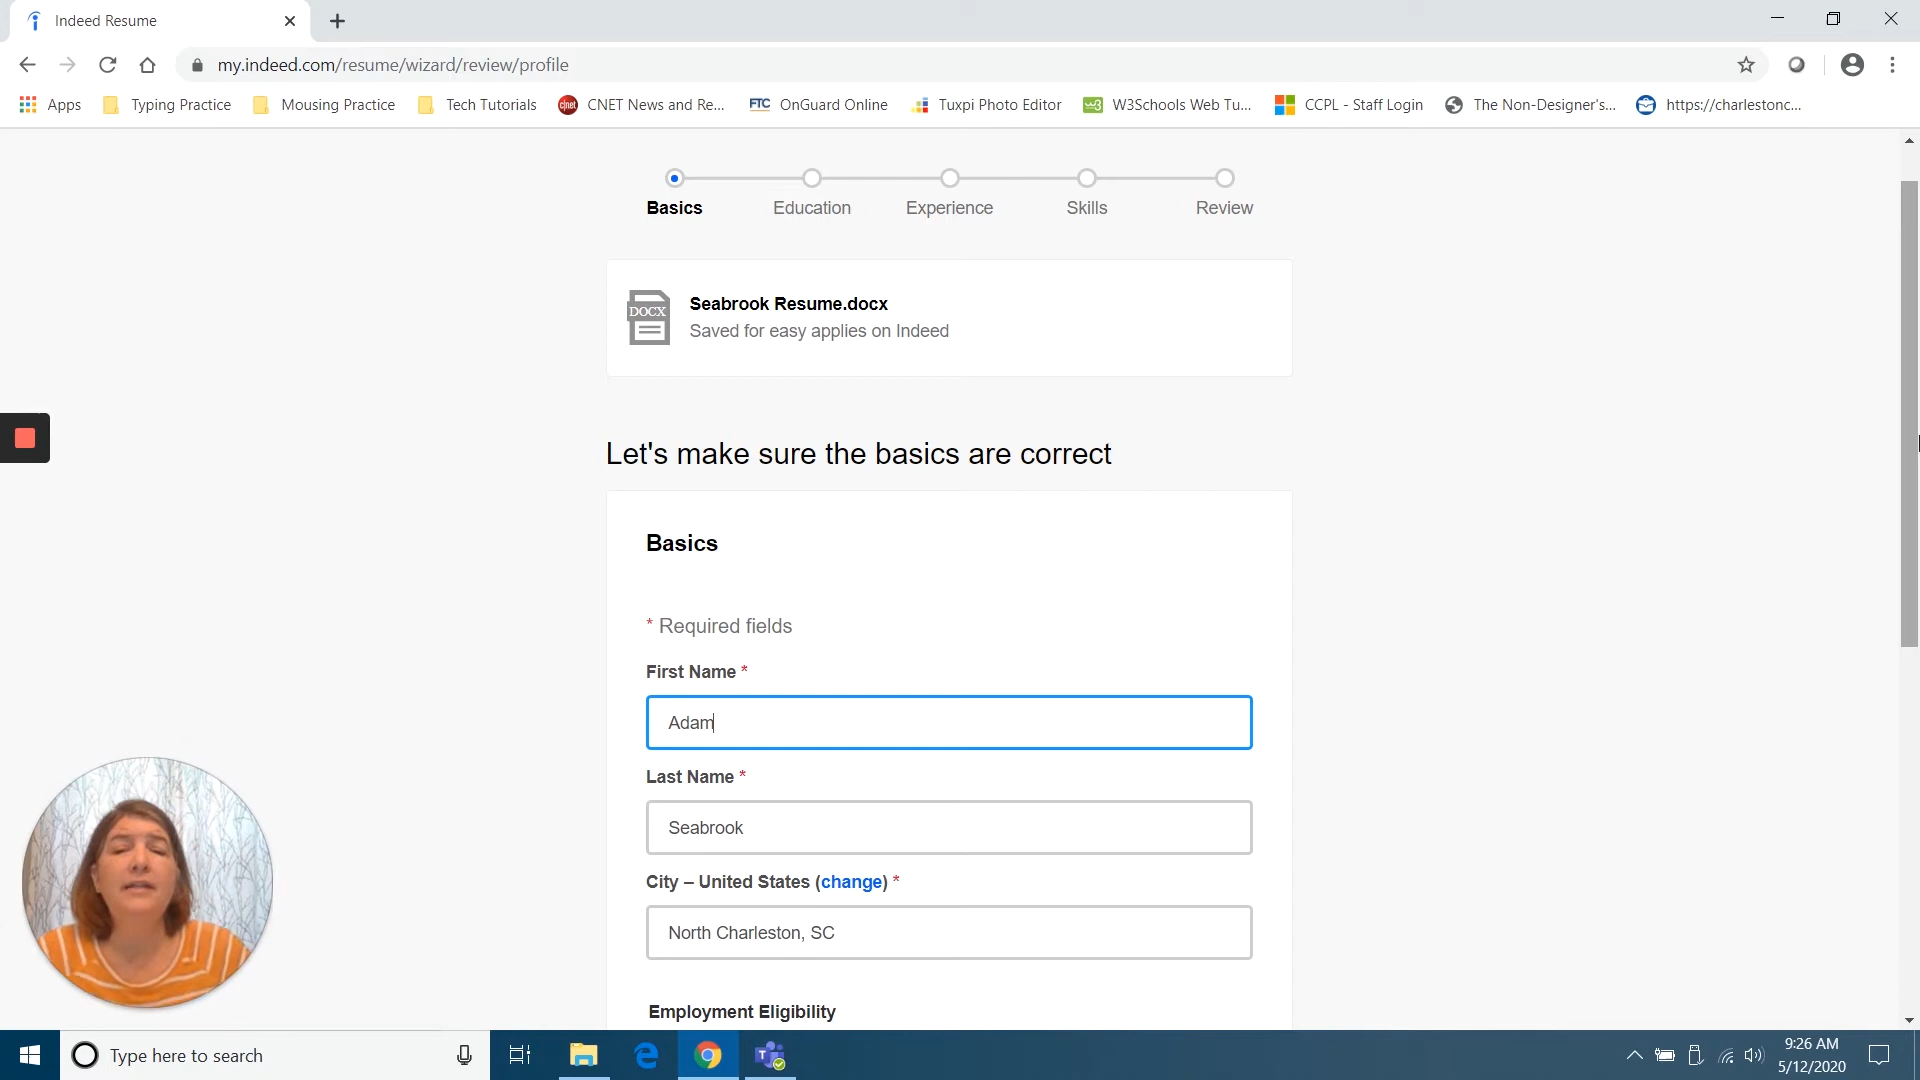 Indeed Resume
my.indeed.com/resume/wizard/review/profile
Apps Typing Practice Mousing Practice Tech Tutorials CNET News and Re... OnGuard Online Tuxpi Photo Editor W3Schools Web Tu... CCPL - Staff Login The Non-Designer's... https://charlestonc...
Basics Education Experience Skills Review
DOCX
Seabrook Resume.docx
Saved for easy applies on Indeed
Let's make sure the basics are correct
Basics
* Required fields
First Name *
Adam
Last Name *
Seabrook
City – United States (change) *
North Charleston, SC
Employment Eligibility
Type here to search
9:26 AM
5/12/2020